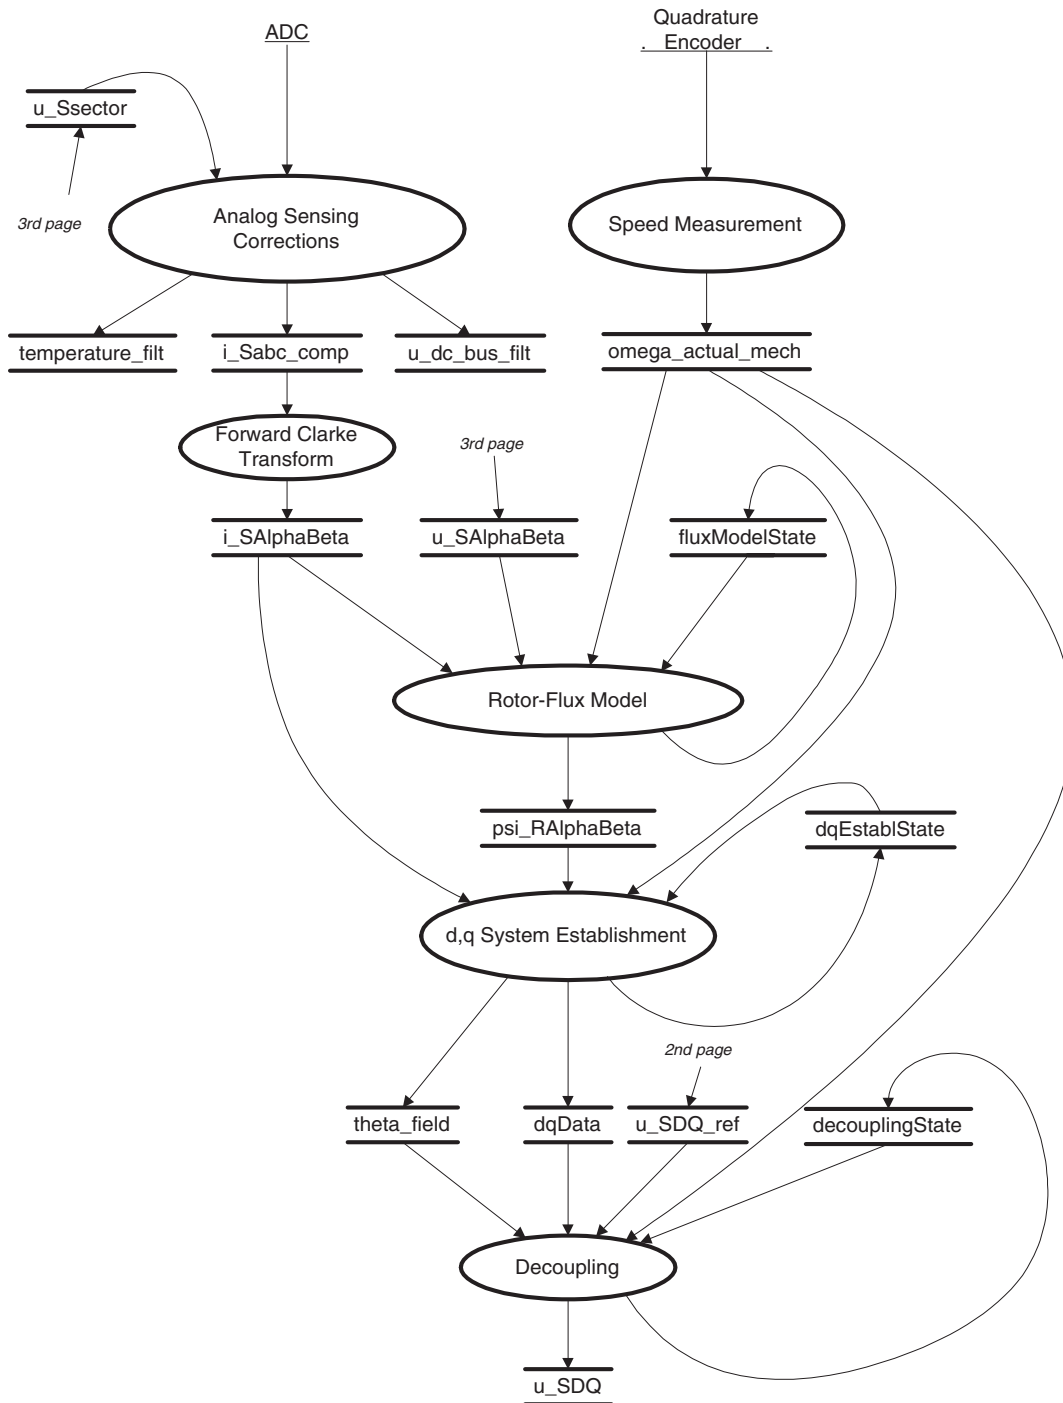 ADC
Quadrature
. Encoder .
u_Ssector
3rd page
Analog Sensing
Corrections
Speed Measurement
temperature_filt
i_Sabc_comp
u_dc_bus_filt
omega_actual_mech
Forward Clarke
Transform
3rd page
i_SAlphaBeta
u_SAlphaBeta
fluxModelState
Rotor-Flux Model
psi_RAlphaBeta
dqEstablState
d,q System Establishment
2nd page
theta_field
dqData
u_SDQ_ref
decouplingState
Decoupling
u_SDQ